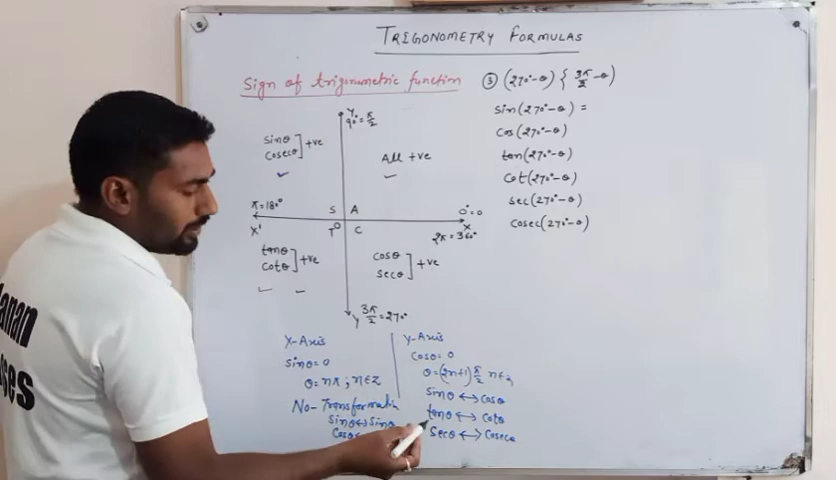 TRIGONOMETRY FORMULAS
Sign of trigonometric function
Y
90°=π/2
sinθ
cosecθ ] +ve
All +ve
π=180°
S A
0°=0
X'
T O C
X
2π=360°
tanθ
cotθ ] +ve
cosθ
secθ ] +ve
Y 3π/2=270°
X-Axis
sinθ=0
θ=nπ; n∈z
No-Transformation
sinθ↔sinθ
cosθ
Y-Axis
cosθ=0
θ=(2n+1)π/2 n∈z
sinθ↔cosθ
tanθ↔cotθ
secθ↔cosecθ
③ (270°-θ) { 3π/2-θ)
sin(270°-θ) =
cos(270°-θ)
tan(270°-θ)
cot(270°-θ)
sec(270°-θ)
cosec(270°-θ)
anan
ses